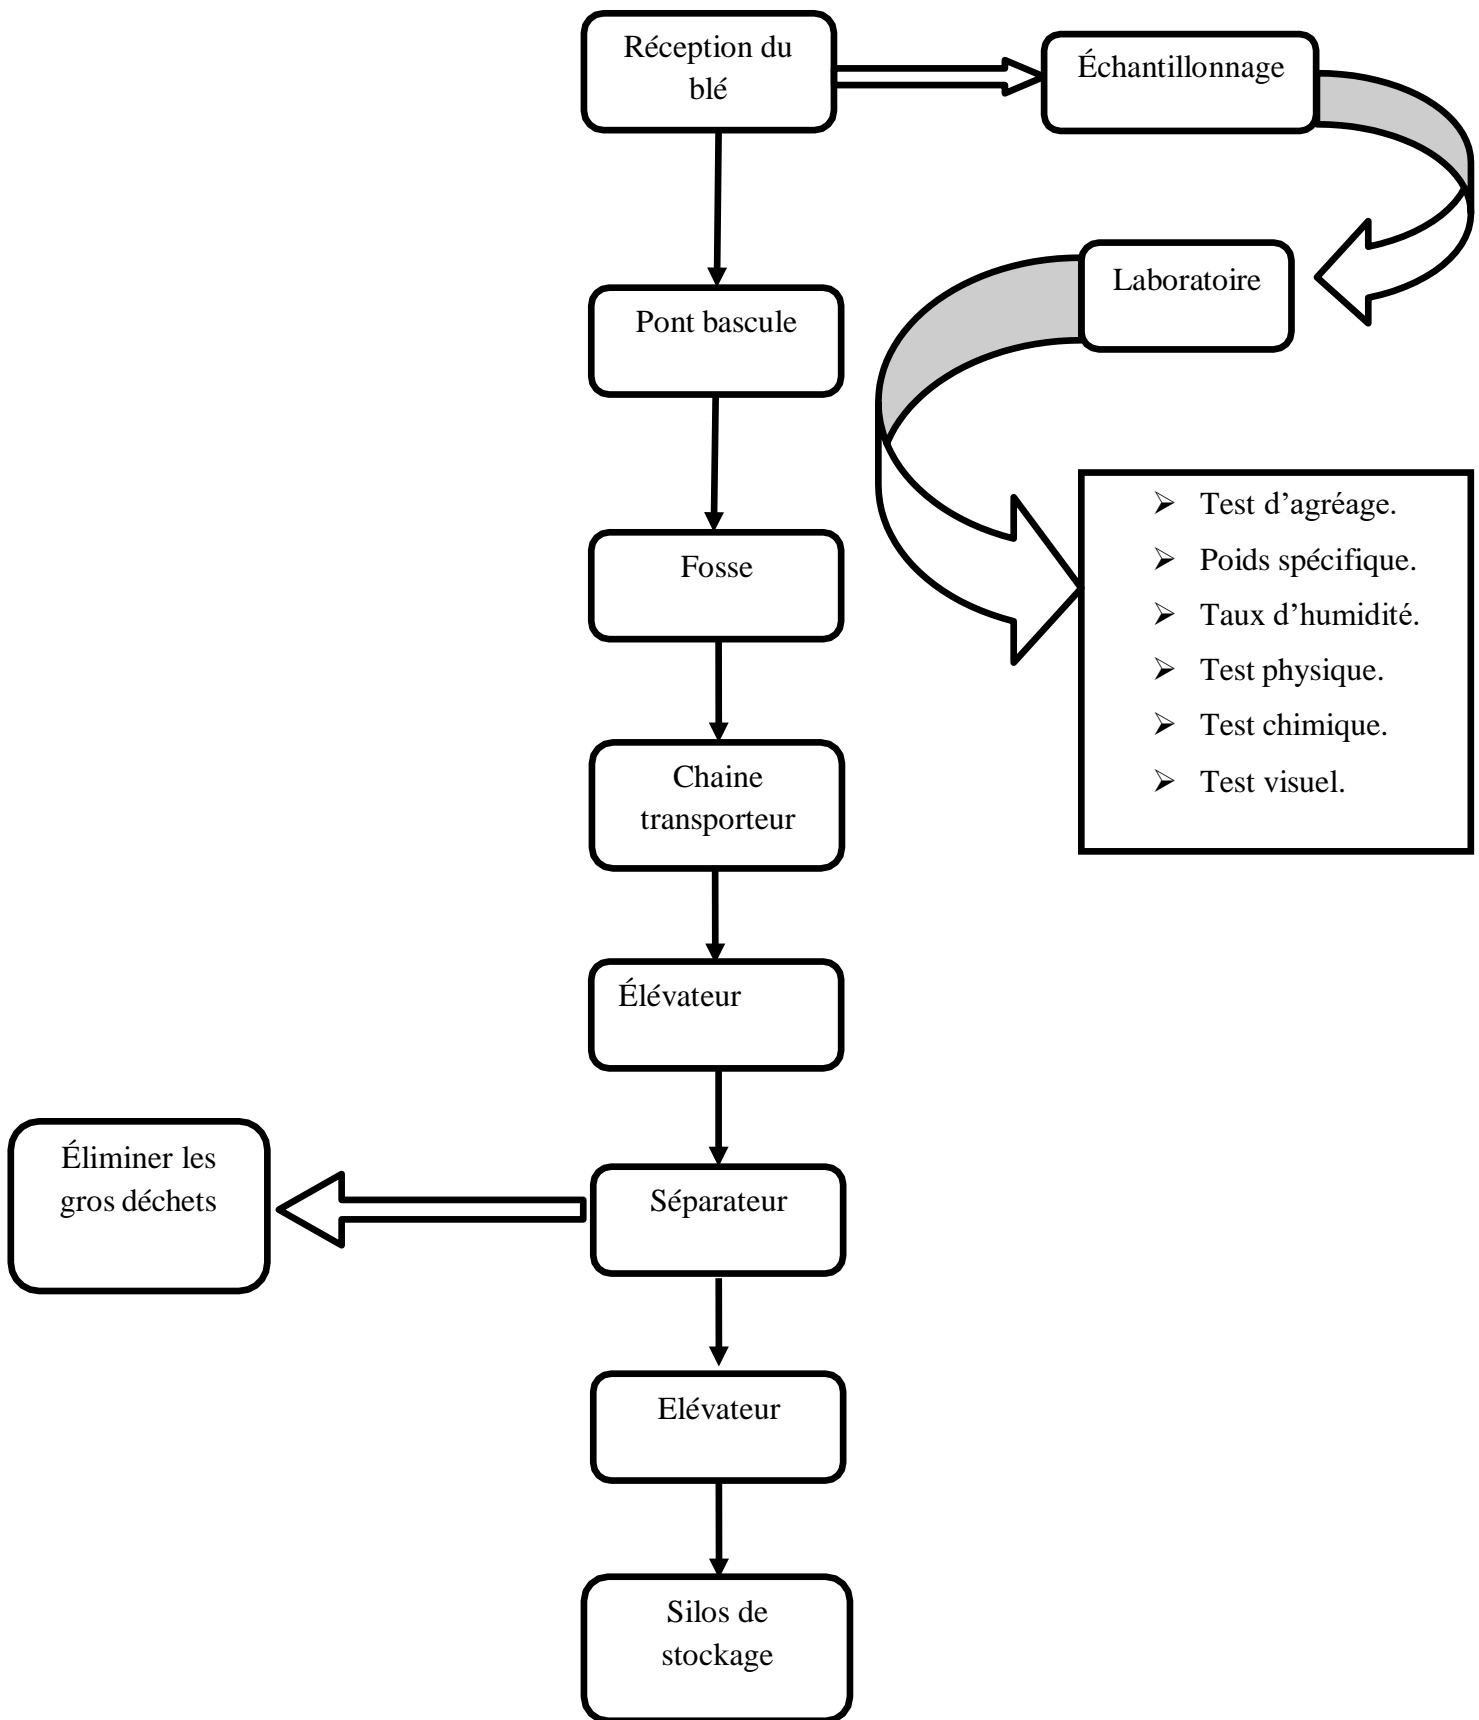 Réception du
blé
Échantillonnage
Laboratoire
Pont bascule
➢ Test d’agréage.
➢ Poids spécifique.
➢ Taux d’humidité.
➢ Test physique.
➢ Test chimique.
➢ Test visuel.
Fosse
Chaine
transporteur
Élévateur
Séparateur
Éliminer les
gros déchets
Elévateur
Silos de
stockage